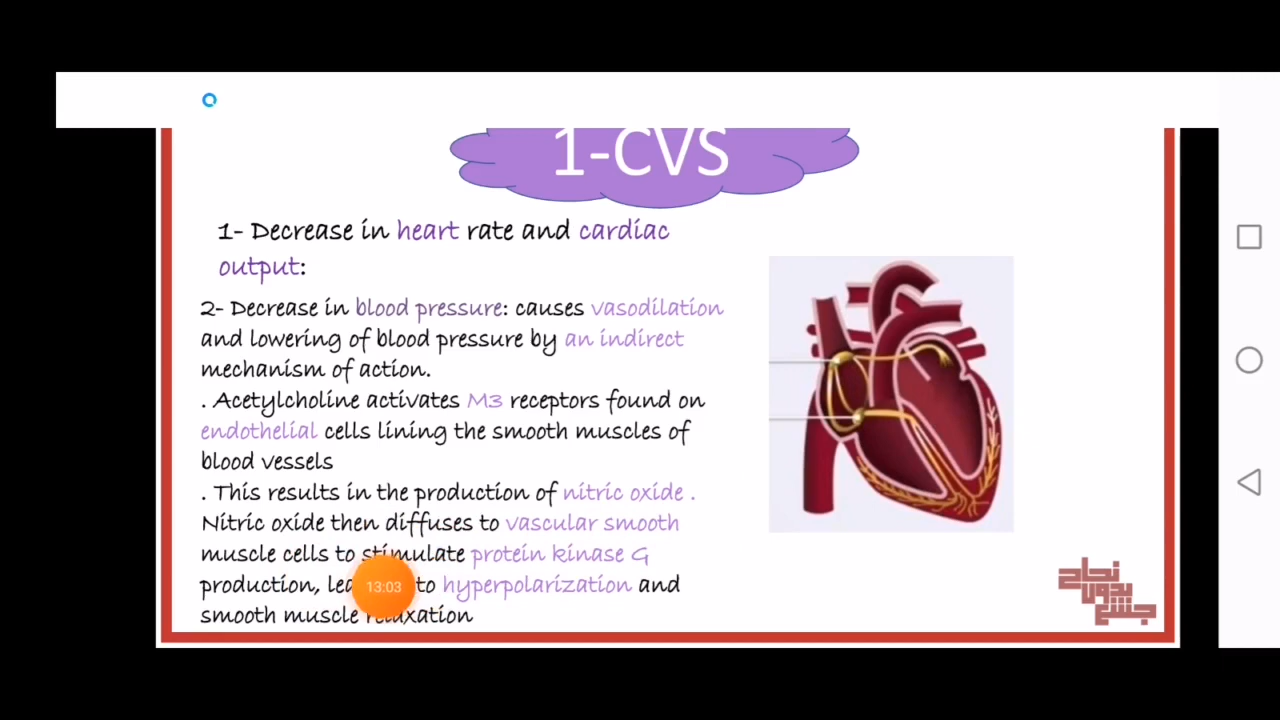 1-CVS
1- Decrease in heart rate and cardiac
output:
2- Decrease in blood pressure: causes vasodilation
and lowering of blood pressure by an indirect
mechanism of action.
. Acetylcholine activates M3 receptors found on
endothelial cells lining the smooth muscles of
blood vessels
. This results in the production of nitric oxide .
Nitric oxide then diffuses to vascular smooth
muscle cells to stimulate protein kinase G
production, to hyperpolarization and
smooth muscle relaxation
13:03
نجاح
بدون
جشع